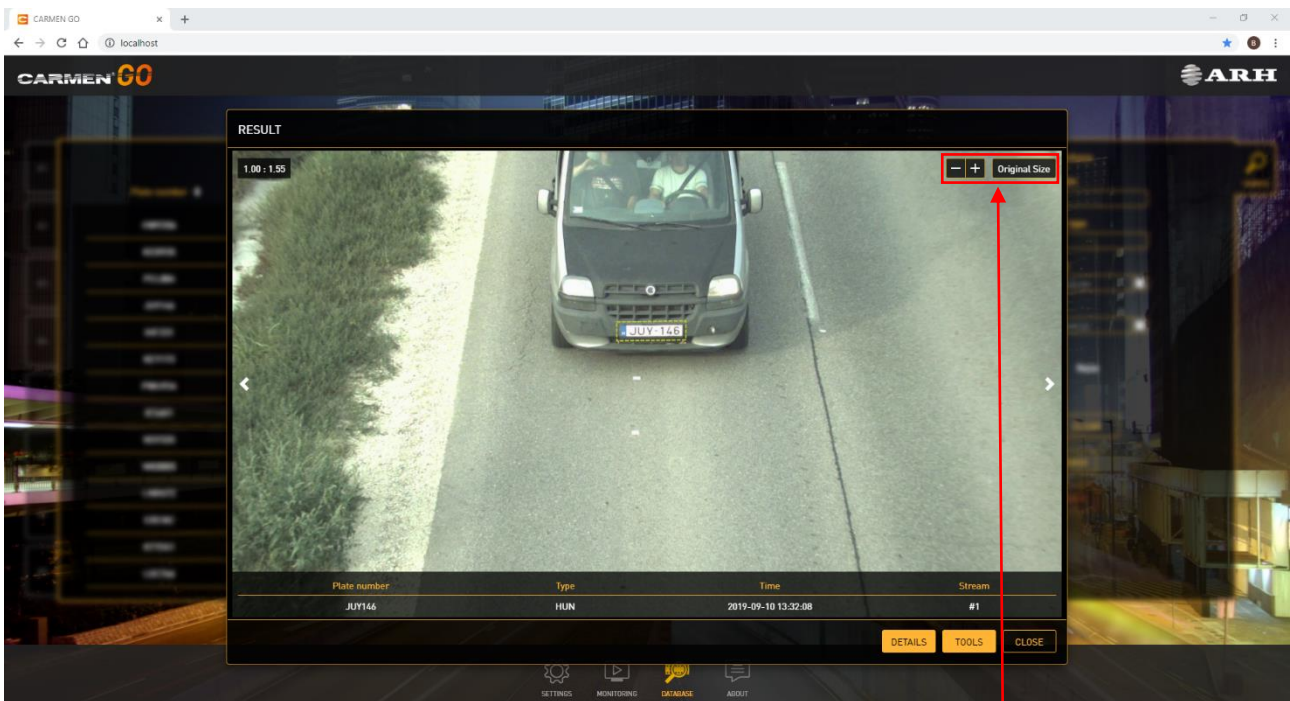 CARMEN GO
localhost
B
CARMEN GO
ARH
RESULT
1.00 : 1.55
− + Original Size
JUY-146
Plate number Type Time Stream
JUY146 HUN 2019-09-10 13:32:08 #1
DETAILS TOOLS CLOSE
SETTINGS MONITORING DATABASE ABOUT